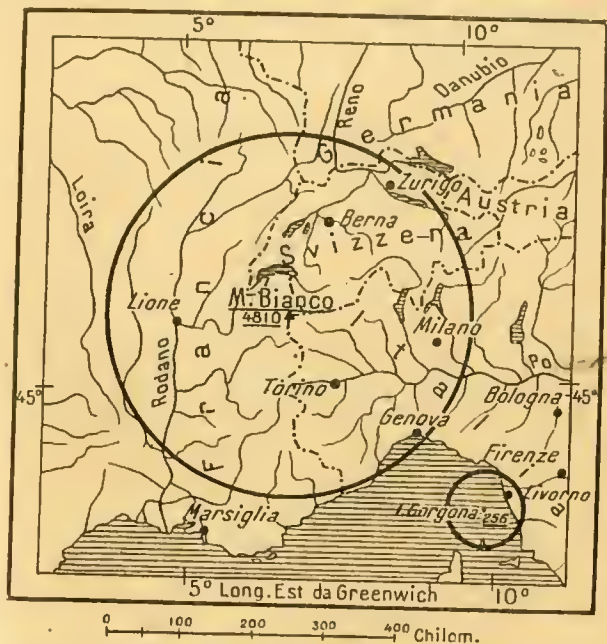 5° 10°
Danubio
Reno
Germania
Loira
Zurigo
Austria
Berna
Svizzera
Francia
M. Bianco
4810
Lione
Milano
Rodano
Torino
Po
45° 45°
Bologna
Genova
Firenze
Livorno
I. Gorgona 256
Marsiglia
5° Long. Est da Greenwich 10°
0 100 200 300 400 Chilom.